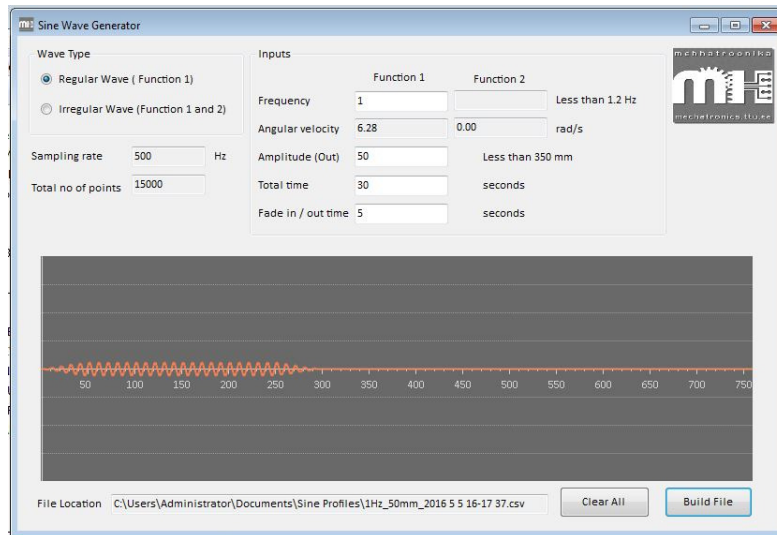 Sine Wave Generator
Wave Type
Regular Wave ( Function 1)
Irregular Wave (Function 1 and 2)
Sampling rate 500 Hz
Total no of points 15000
Inputs
Function 1 Function 2
Frequency 1 Less than 1.2 Hz
Angular velocity 6.28 0.00 rad/s
Amplitude (Out) 50 Less than 350 mm
Total time 30 seconds
Fade in / out time 5 seconds
mehhatroonika
mechatronics.ttu.ee
50 100 150 200 250 300 350 400 450 500 550 600 650 700 750
File Location C:\Users\Administrator\Documents\Sine Profiles\1Hz_50mm_2016 5 5 16-17 37.csv Clear All Build File